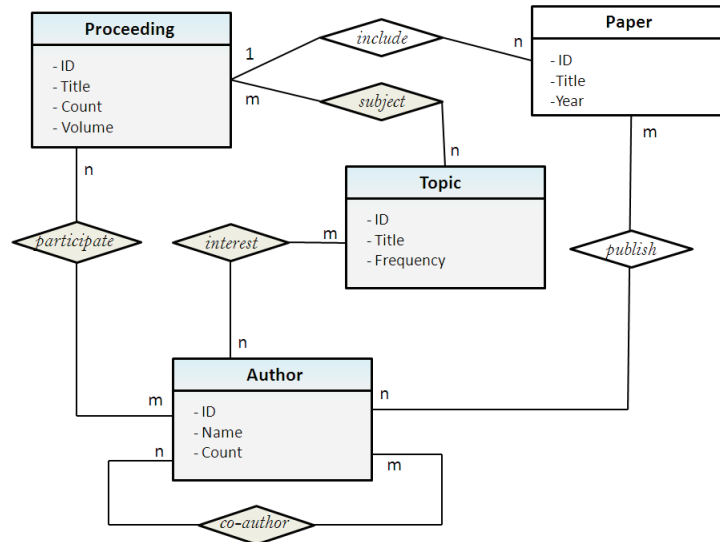 Proceeding
- ID
- Title
- Count
- Volume
1
include
n
Paper
- ID
-Title
-Year
m
subject
m
n
n
Topic
- ID
- Title
- Frequency
participate
interest
m
publish
n
Author
- ID
- Name
- Count
m
n
n
m
co-author